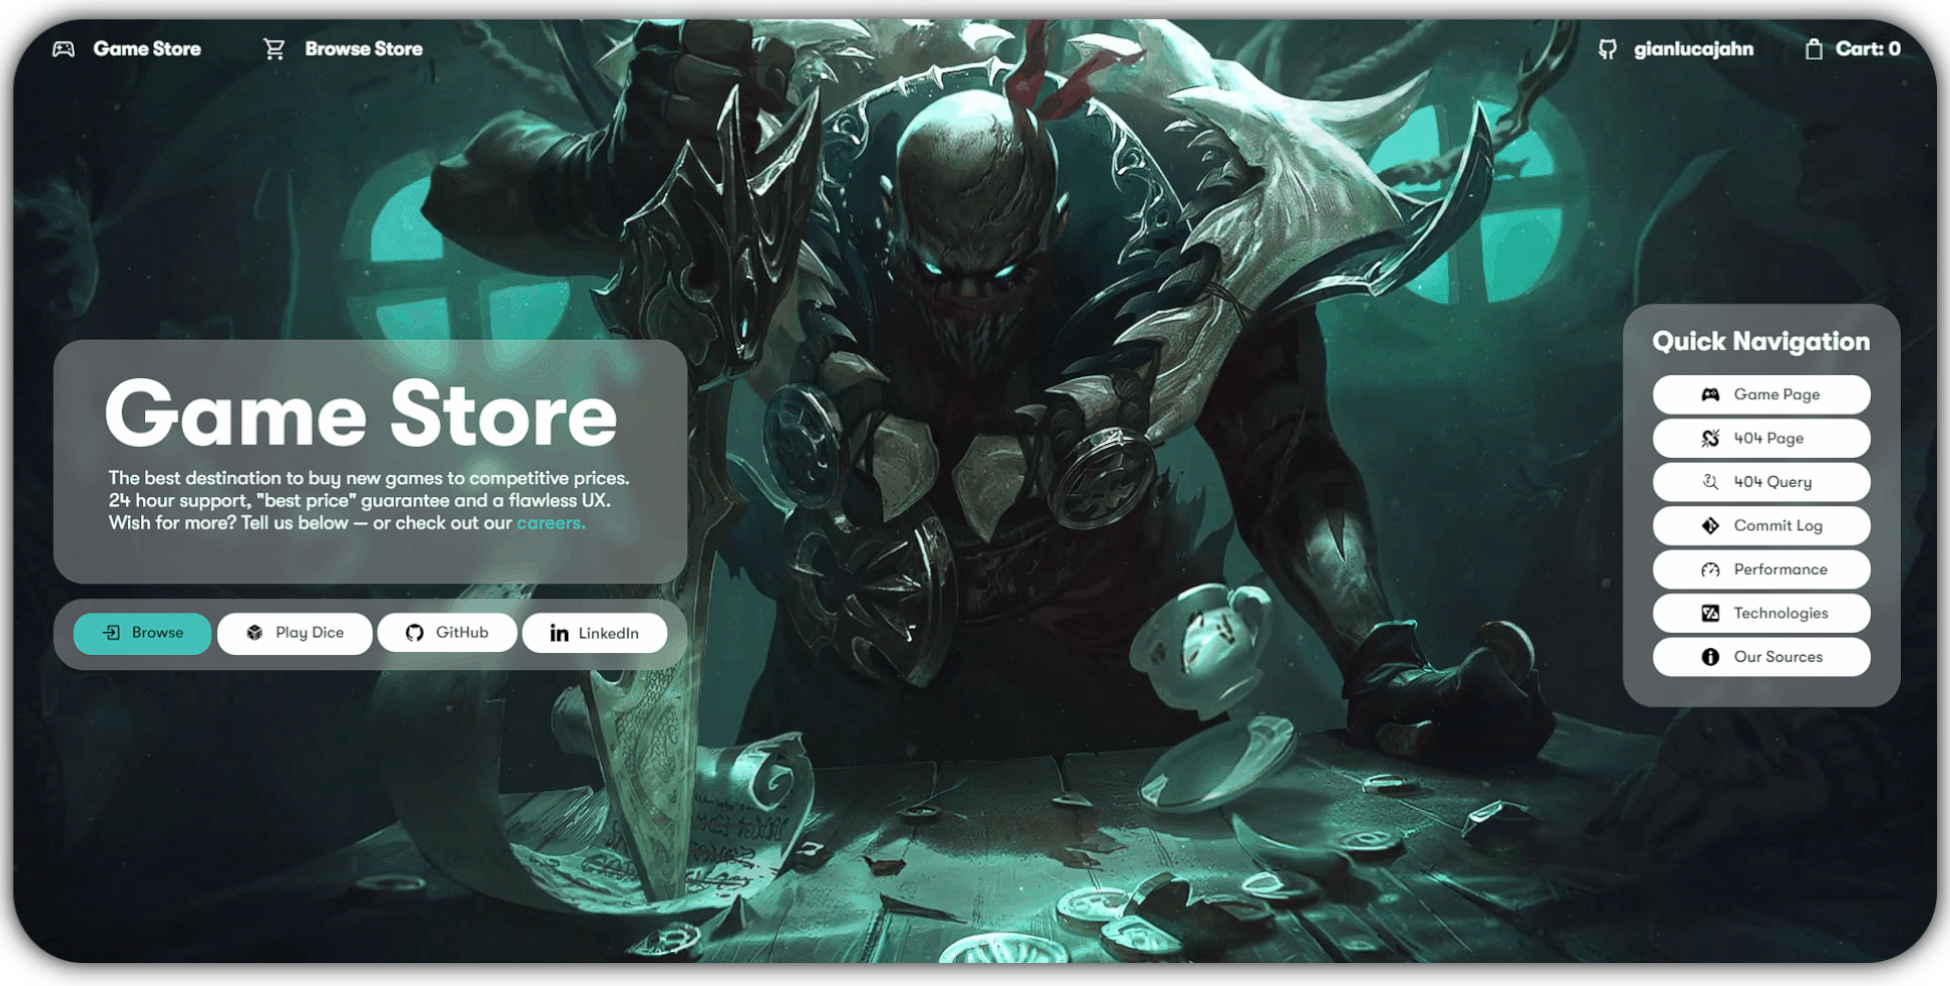 Game Store
Browse Store
gianlucajahn
Cart: 0
Game Store
The best destination to buy new games to competitive prices.
24 hour support, "best price" guarantee and a flawless UX.
Wish for more? Tell us below — or check out our careers.
Browse
Play Dice
GitHub
LinkedIn
Quick Navigation
Game Page
404 Page
404 Query
Commit Log
Performance
Technologies
Our Sources